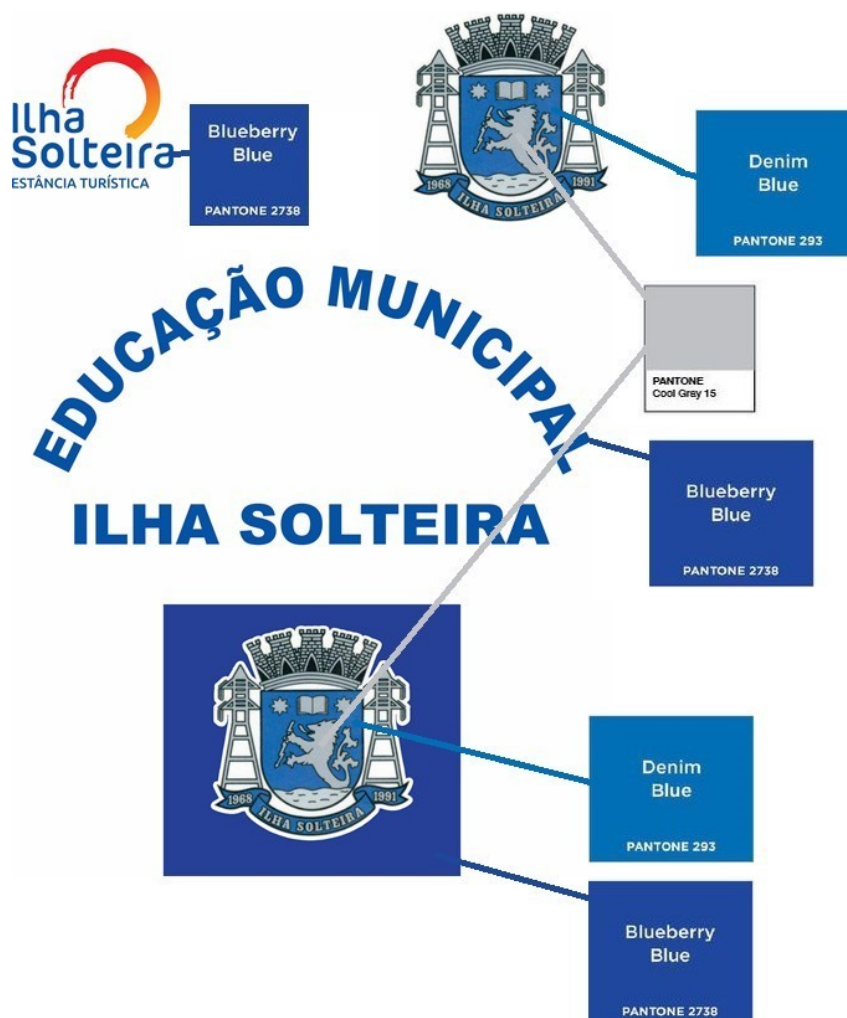 Ilha
Solteira
ESTÂNCIA TURÍSTICA
Blueberry
Blue
PANTONE 2738
1968
ILHA SOLTEIRA
1991
Denim
Blue
PANTONE 293
PANTONE
Cool Gray 15
EDUCAÇÃO MUNICIPAL
ILHA SOLTEIRA
Blueberry
Blue
PANTONE 2738
1968
ILHA SOLTEIRA
1991
Denim
Blue
PANTONE 293
Blueberry
Blue
PANTONE 2738